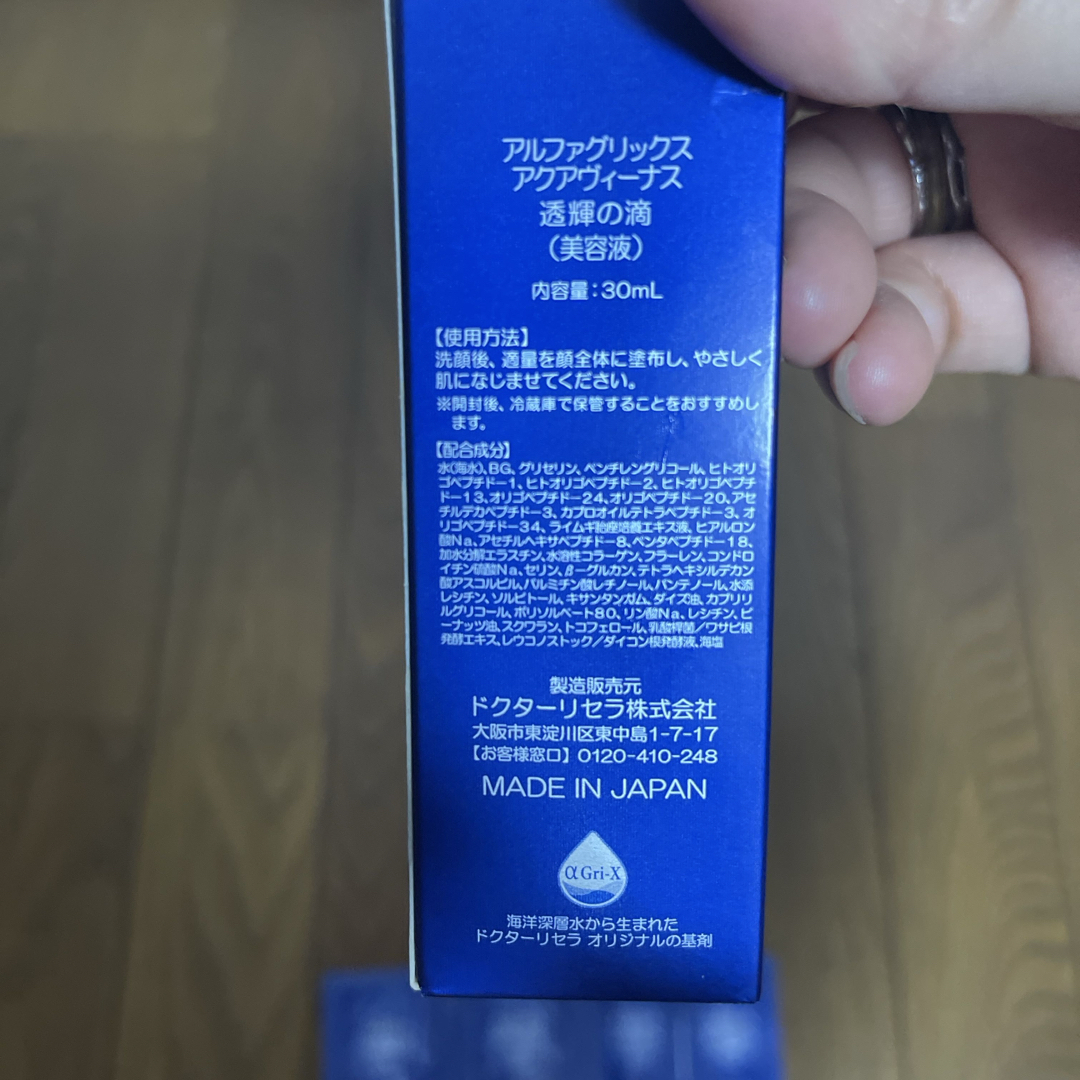 アルファグリックス
アクアヴィーナス
透輝の滴
(美容液)
内容量:30mL
【使用方法】
洗顔後、適量を顔全体に塗布し、やさしく
肌になじませてください。
※開封後、冷蔵庫で保管することをおすすめし
ます。
【配合成分】
水(海水)、BG、グリセリン、ペンチレングリコール、ヒトオリ
ゴペプチド-1、ヒトオリゴペプチド-2、ヒトオリゴペプチ
ド-13、オリゴペプチド-24、オリゴペプチド-20、アセ
チルデカペプチド-3、カプロオイルテトラペプチド-3、オ
リゴペプチド-34、ライムギ胎座培養エキス液、ヒアルロン
酸Na、アセチルヘキサペプチド-8、ペンタペプチド-18、
加水分解エラスチン、水溶性コラーゲン、フラーレン、コンドロ
イチン硫酸Na、セリン、β-グルカン、テトラヘキシルデカン
酸アスコルビル、パルミチン酸レチノール、パンテノール、水添
レシチン、ソルビトール、キサンタンガム、ダイズ油、カプリリ
ルグリコール、ポリソルベート80、リン酸Na、レシチン、ピ
ーナッツ油、スクワラン、トコフェロール、乳酸桿菌/ワサビ根
発酵エキス、レウコノストック/ダイコン根発酵液、海塩
製造販売元
ドクターリセラ株式会社
大阪市東淀川区東中島1-7-17
【お客様窓口】0120-410-248
MADE IN JAPAN
α Gri-X
海洋深層水から生まれた
ドクターリセラ オリジナルの基剤